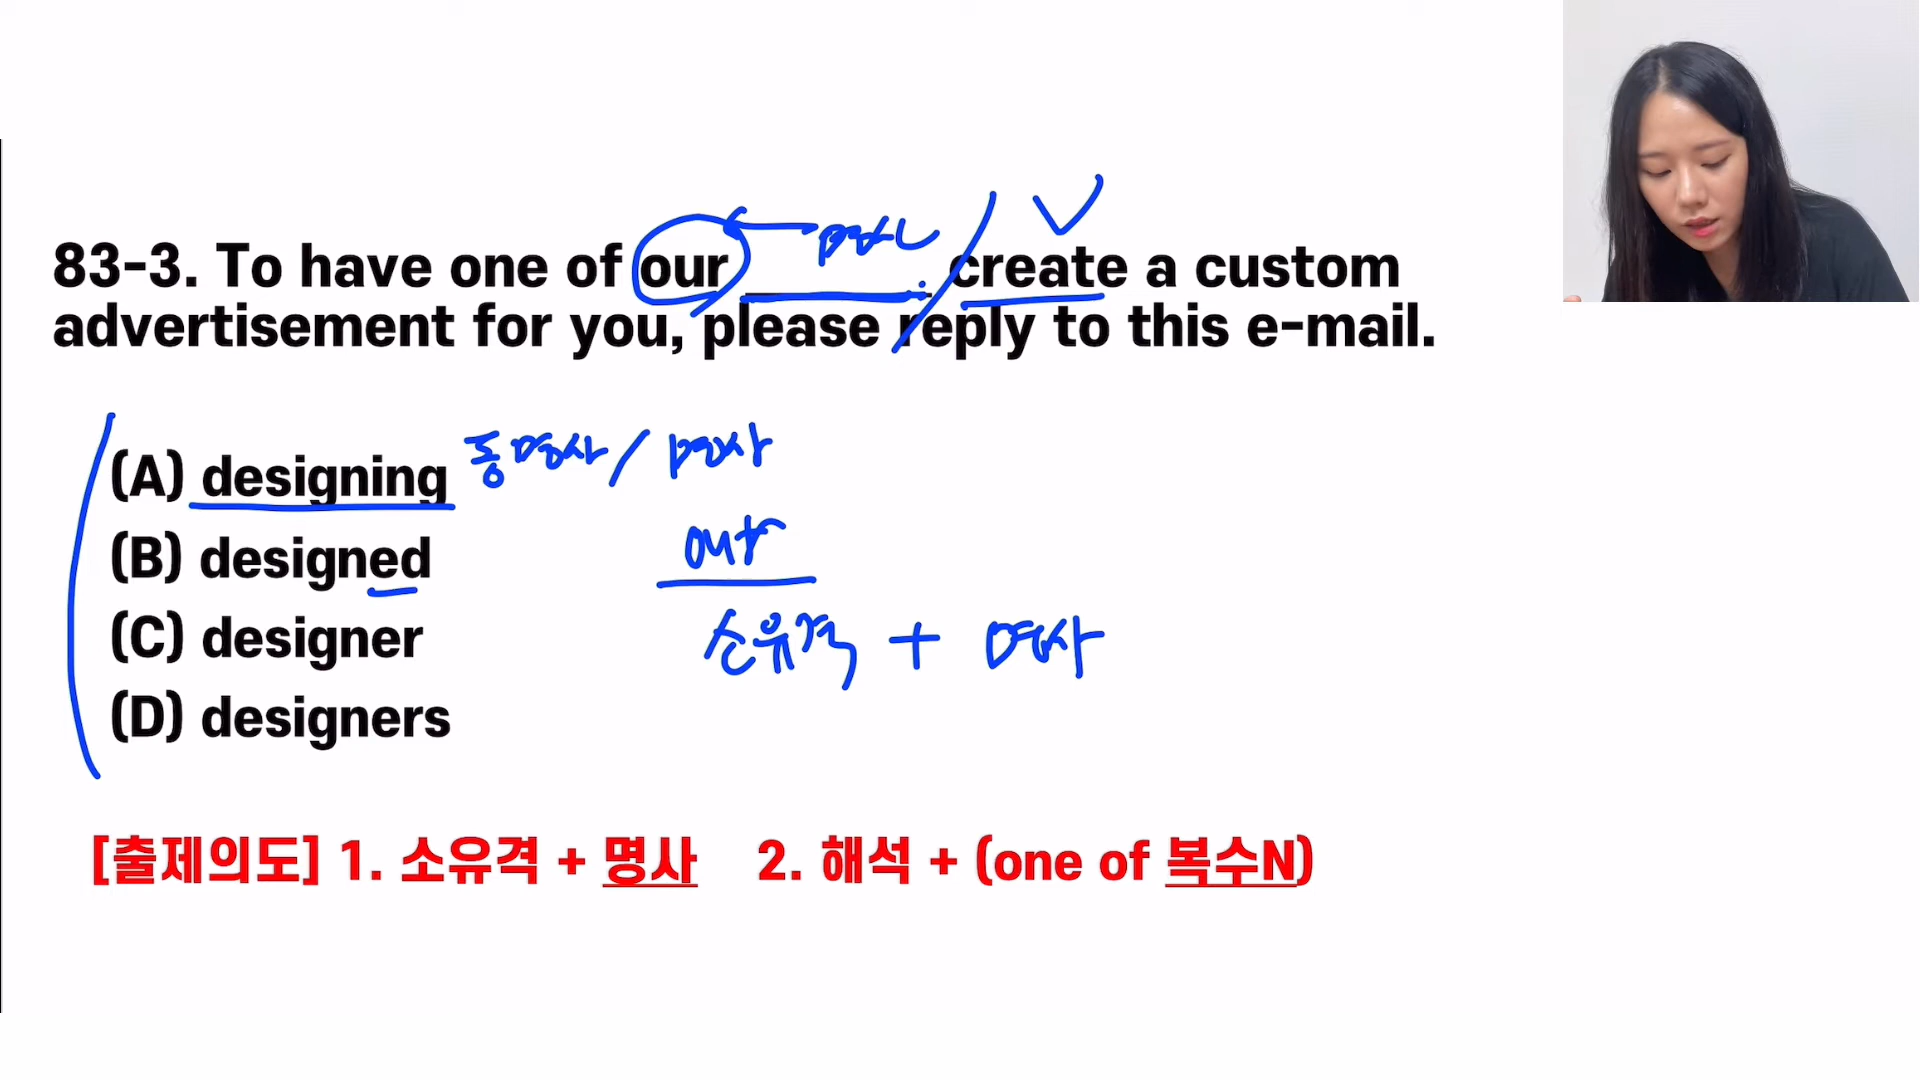 명사
83-3. To have one of our ________ create a custom
advertisement for you, please reply to this e-mail.
(A) designing 동명사 / 명사
(B) designed
our
(C) designer
소유격 + 명사
(D) designers
[출제의도] 1. 소유격 + 명사 2. 해석 + (one of 복수N)